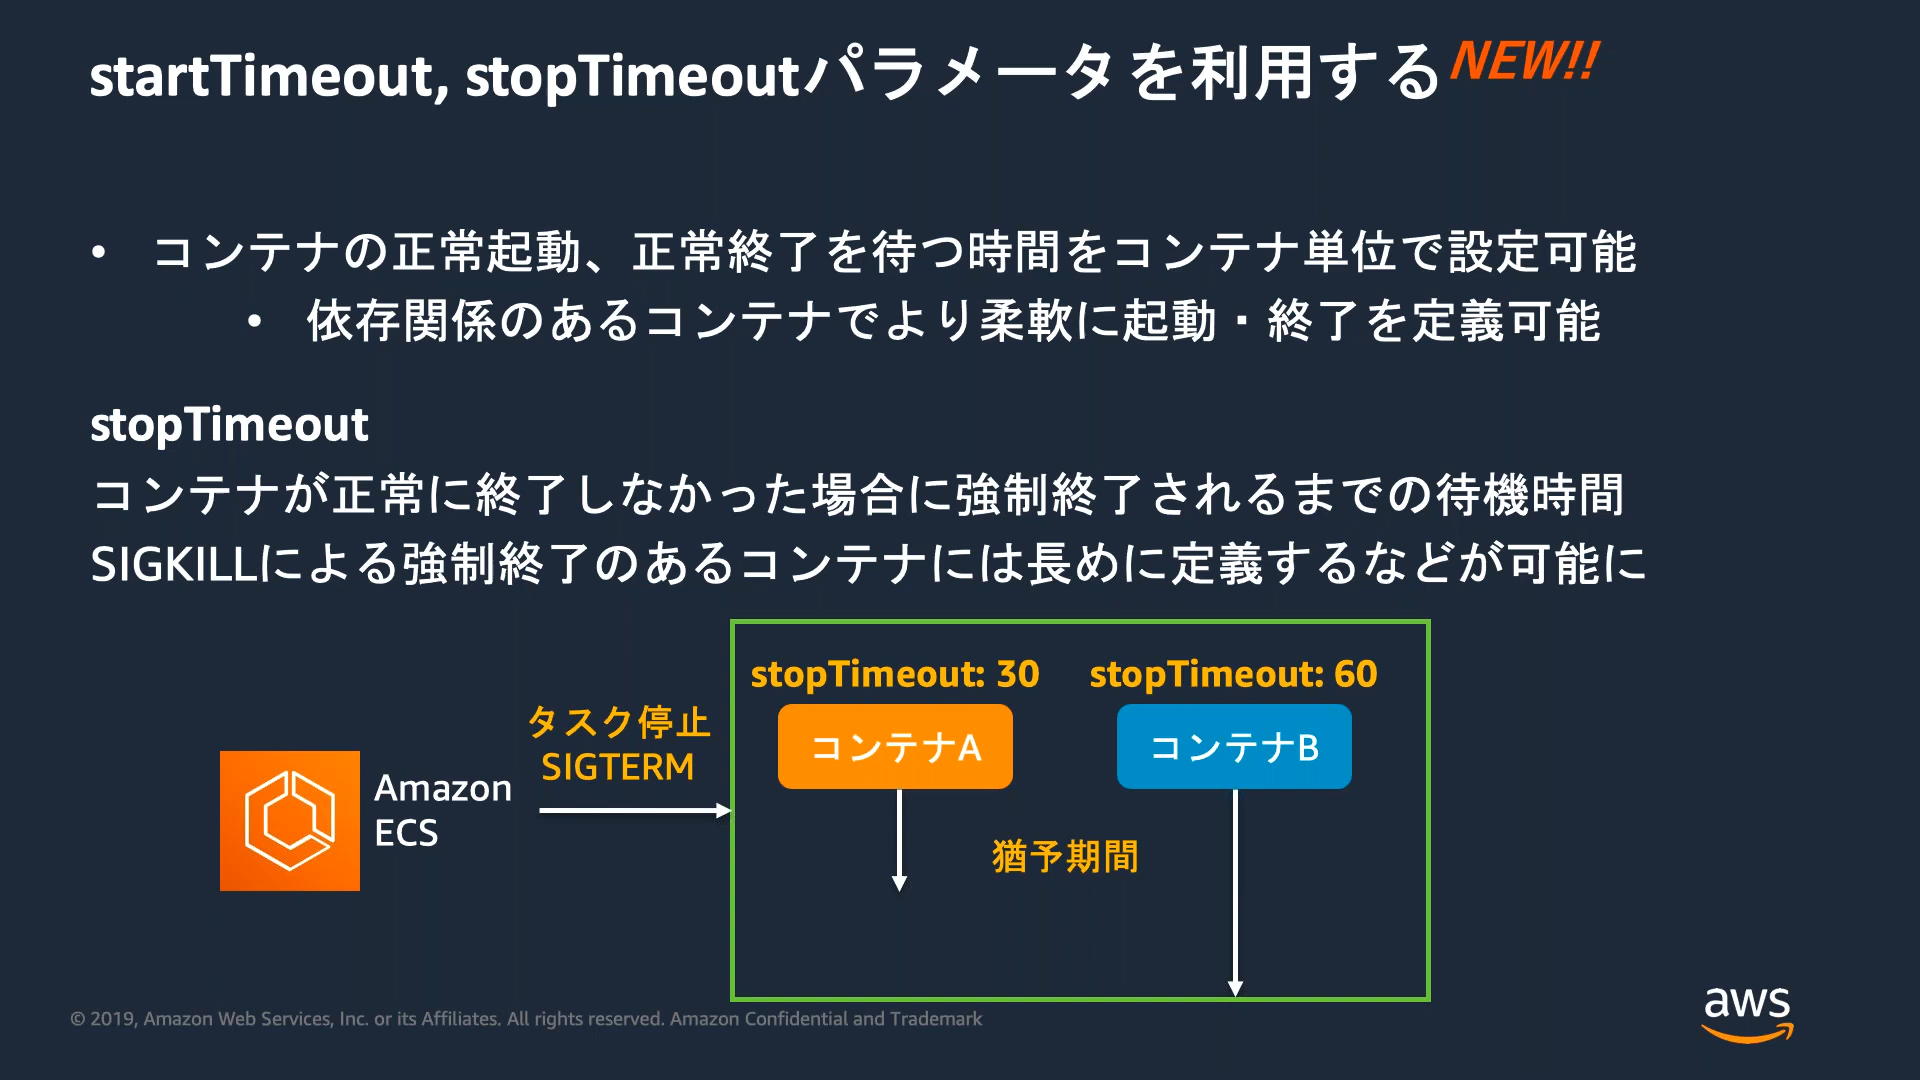 startTimeout, stopTimeoutパラメータを利用する NEW!!
• コンテナの正常起動、正常終了を待つ時間をコンテナ単位で設定可能
• 依存関係のあるコンテナでより柔軟に起動・終了を定義可能
stopTimeout
コンテナが正常に終了しなかった場合に強制終了されるまでの待機時間
SIGKILLによる強制終了のあるコンテナには長めに定義するなどが可能に
stopTimeout: 30
stopTimeout: 60
タスク停止
SIGTERM
コンテナA
コンテナB
Amazon
ECS
猶予期間
© 2019, Amazon Web Services, Inc. or its Affiliates. All rights reserved. Amazon Confidential and Trademark
aws